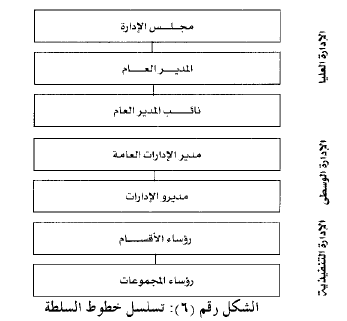 مجلس الإدارة
المدير العام
نائب المدير العام
الإدارة العليا
مدير الإدارات العامة
مديرو الإدارات
الإدارة الوسطى
رؤساء الأقسام
رؤساء المجموعات
الإدارة التنفيذية
الشكل رقم (٦): تسلسل خطوط السلطة